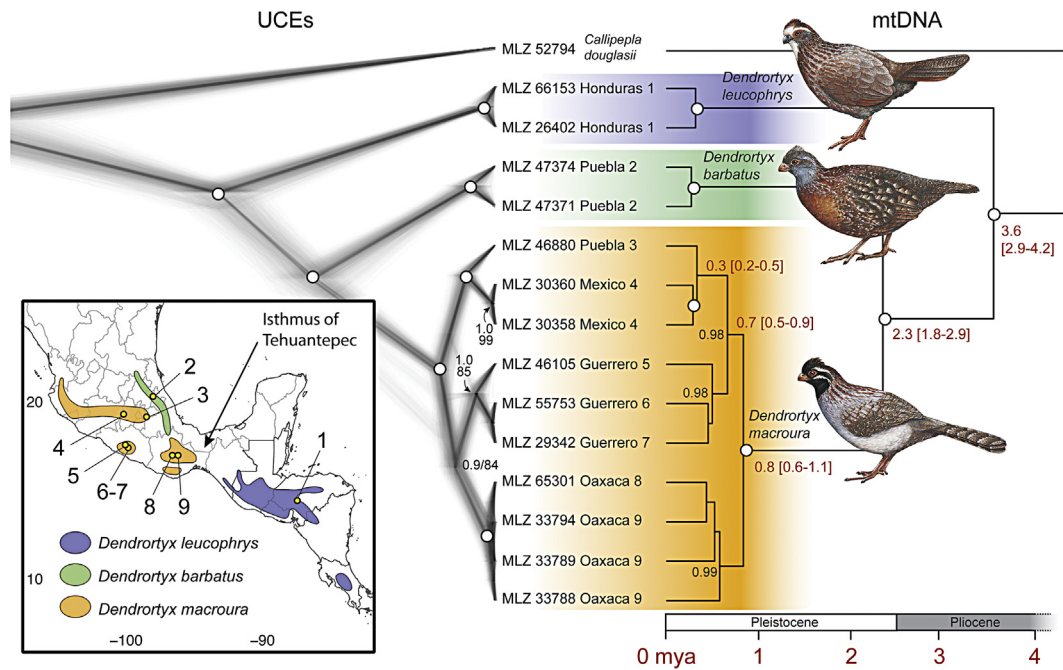 UCEs
mtDNA
MLZ 52794
Callipepla
douglasii
MLZ 66153 Honduras 1
MLZ 26402 Honduras 1
Dendrortyx
leucophrys
MLZ 47374 Puebla 2
MLZ 47371 Puebla 2
Dendrortyx
barbatus
3.6
[2.9-4.2]
MLZ 46880 Puebla 3
MLZ 30360 Mexico 4
MLZ 30358 Mexico 4
0.3 [0.2-0.5]
0.7 [0.5-0.9]
2.3 [1.8-2.9]
1.0
99
0.98
1.0
85
MLZ 46105 Guerrero 5
MLZ 55753 Guerrero 6
MLZ 29342 Guerrero 7
0.98
Dendrortyx
macroura
0.8 [0.6-1.1]
0.9/84
MLZ 65301 Oaxaca 8
MLZ 33794 Oaxaca 9
MLZ 33789 Oaxaca 9
MLZ 33788 Oaxaca 9
0.99
Isthmus of
Tehuantepec
20
10
2
3
4
1
5
6-7
8
9
Dendrortyx leucophrys
Dendrortyx barbatus
Dendrortyx macroura
−100
−90
Pleistocene
Pliocene
0 mya
1
2
3
4